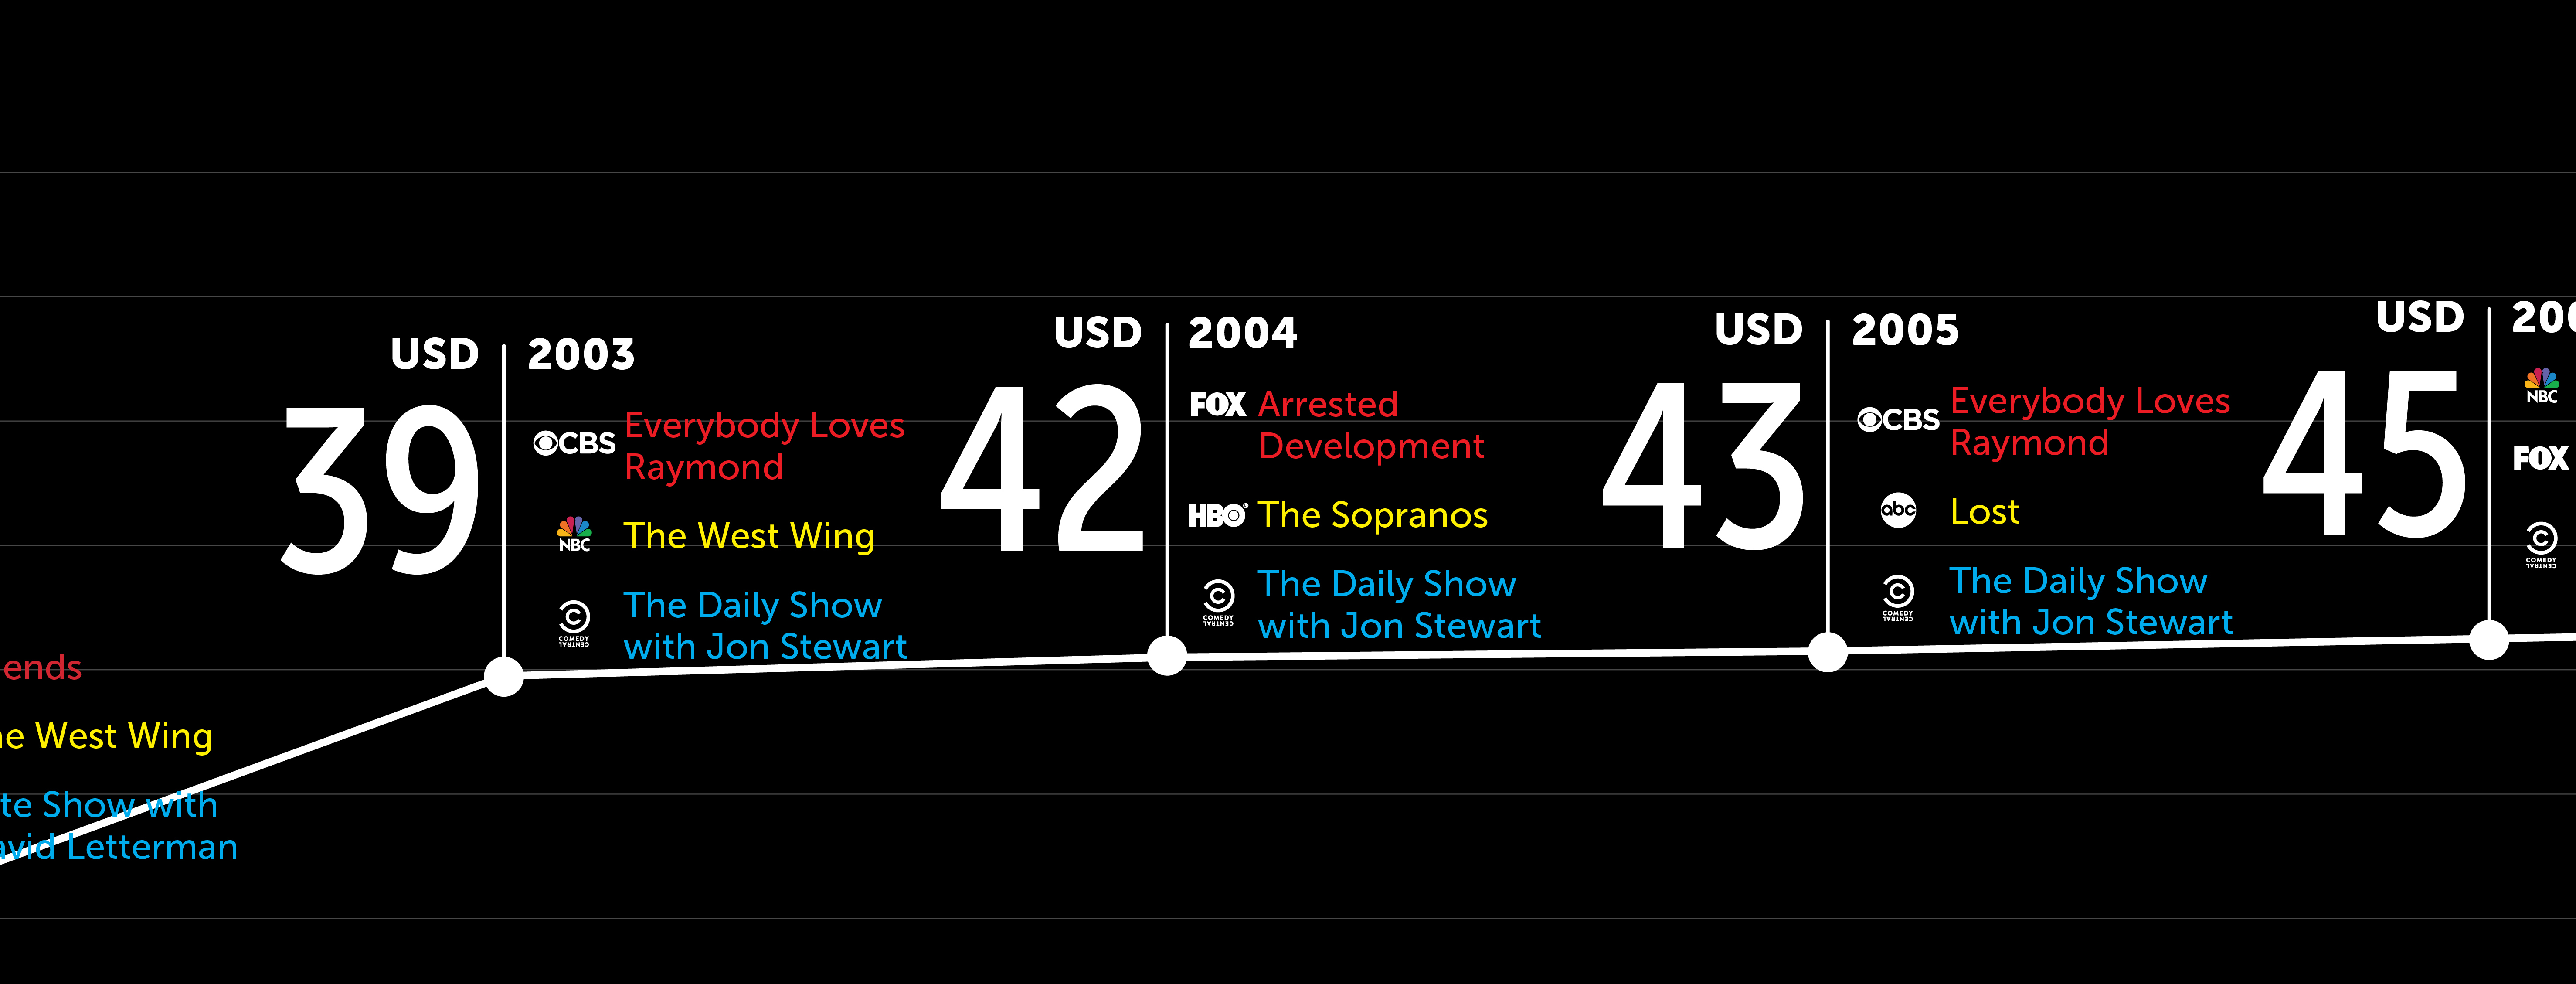 ends
he West Wing
te Show with
avid Letterman
USD
39
2003
CBS
Everybody Loves
Raymond
NBC
The West Wing
COMEDY
CENTRAL
The Daily Show
with Jon Stewart
USD
42
2004
FOX
Arrested
Development
HBO®
The Sopranos
COMEDY
CENTRAL
The Daily Show
with Jon Stewart
USD
43
2005
CBS
Everybody Loves
Raymond
abc
Lost
COMEDY
CENTRAL
The Daily Show
with Jon Stewart
USD
45
200
NBC
FOX
COMEDY
CENTRAL